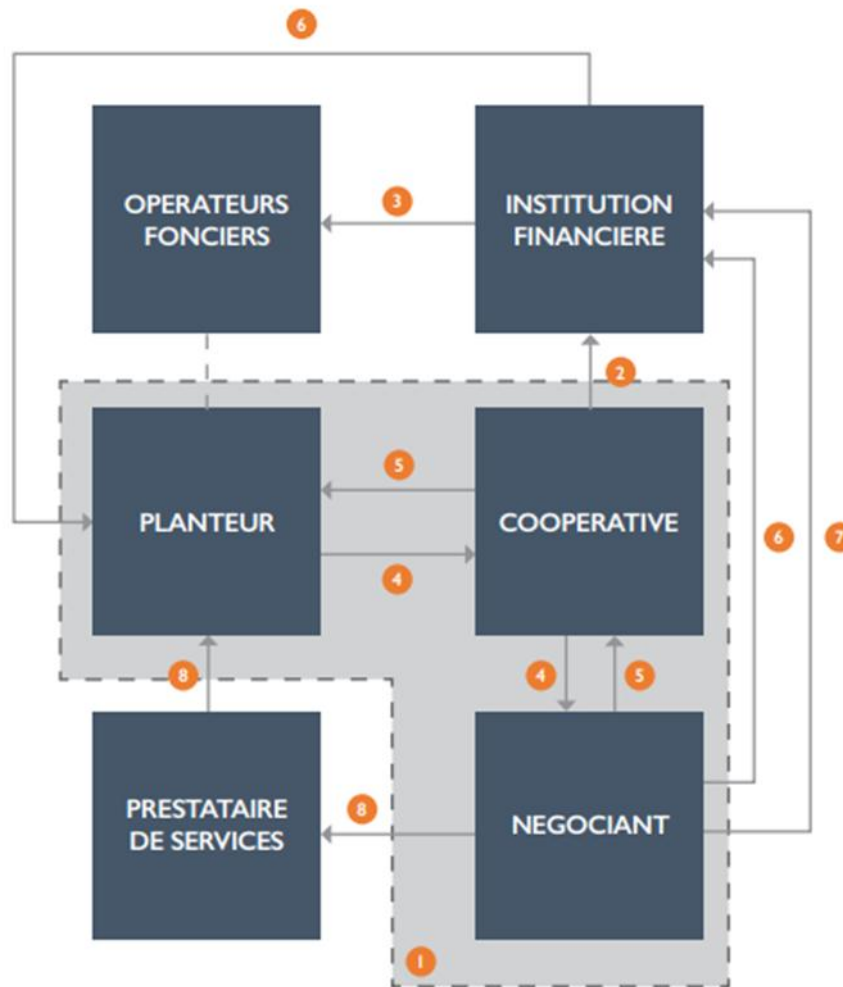 6
OPERATEURS
FONCIERS
3
INSTITUTION
FINANCIERE
2
PLANTEUR
5
4
COOPERATIVE
6
7
8
4
5
PRESTATAIRE
DE SERVICES
8
NEGOCIANT
1